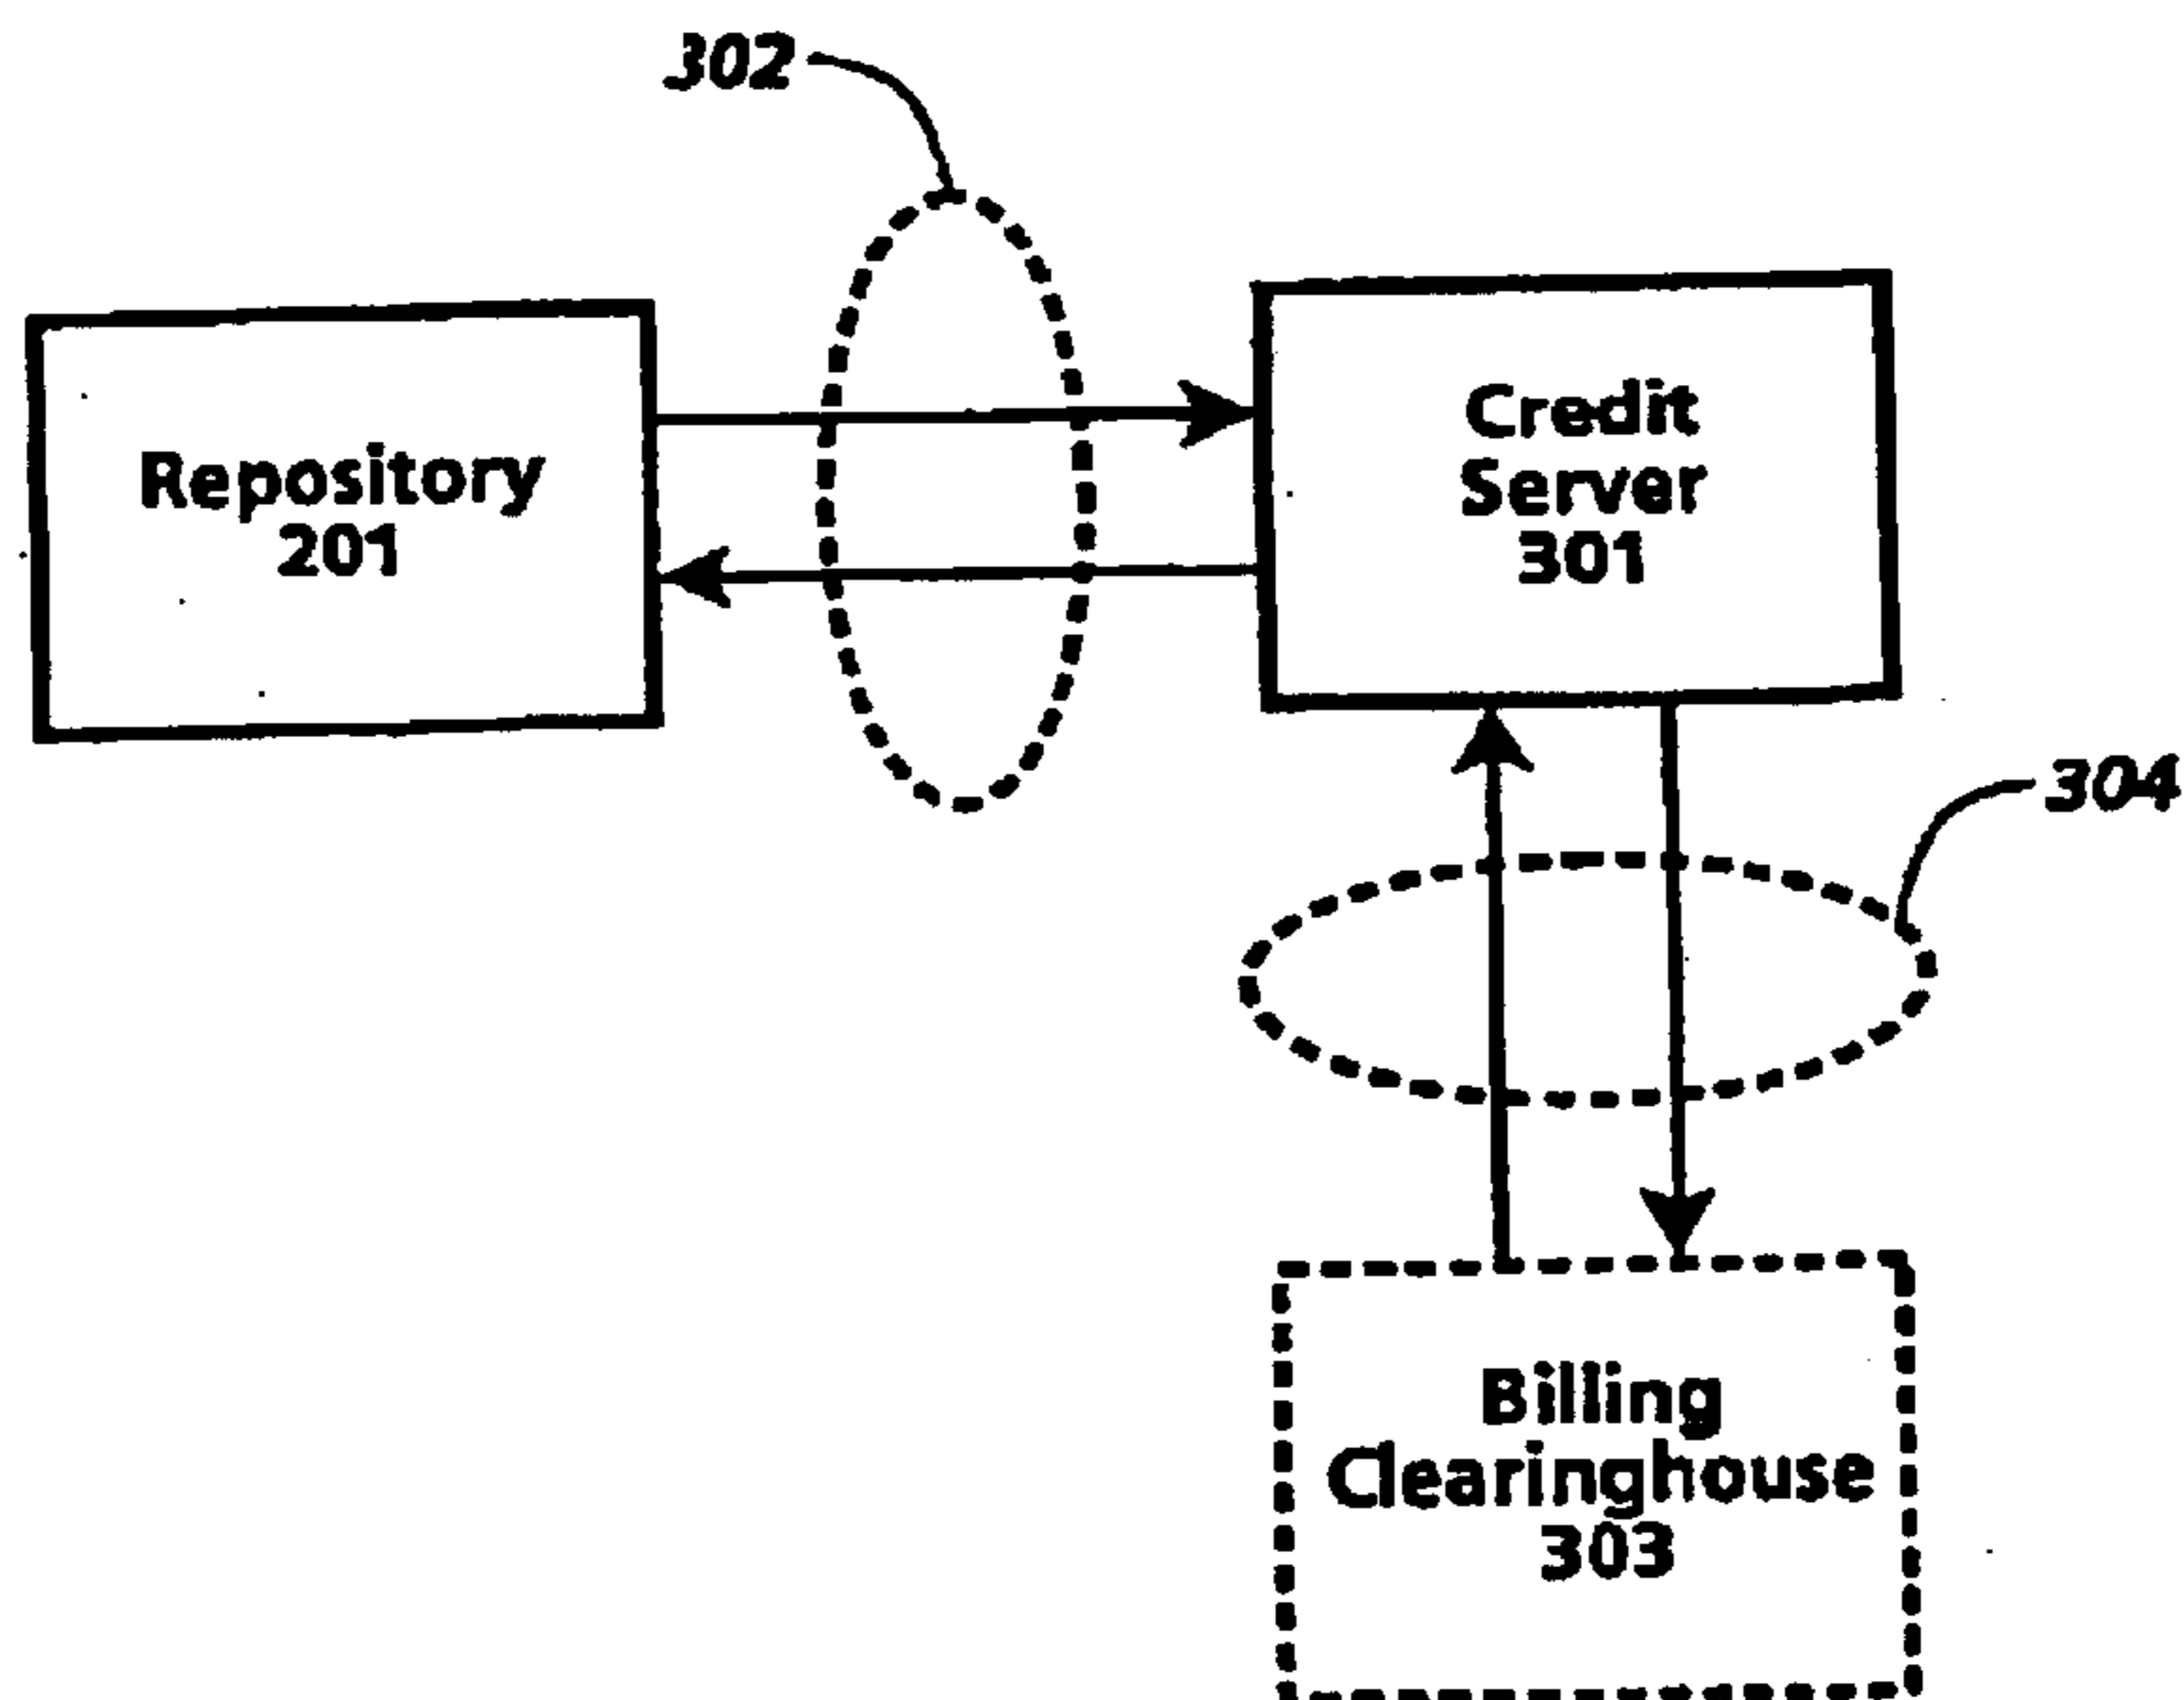 302
Repository
201
Credit
Server
301
304
Billing
Clearinghouse
303